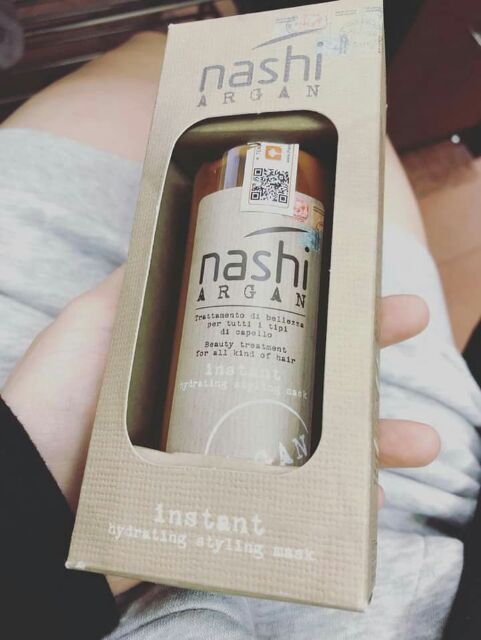 nashi
ARGAN
nashi
ARGAN
Trattamento di bellezza
per tutti i tipi
di capello
Beauty treatment
for all kind of hair
instant
hydrating styling mask
ARGAN
instant
hydrating styling mask